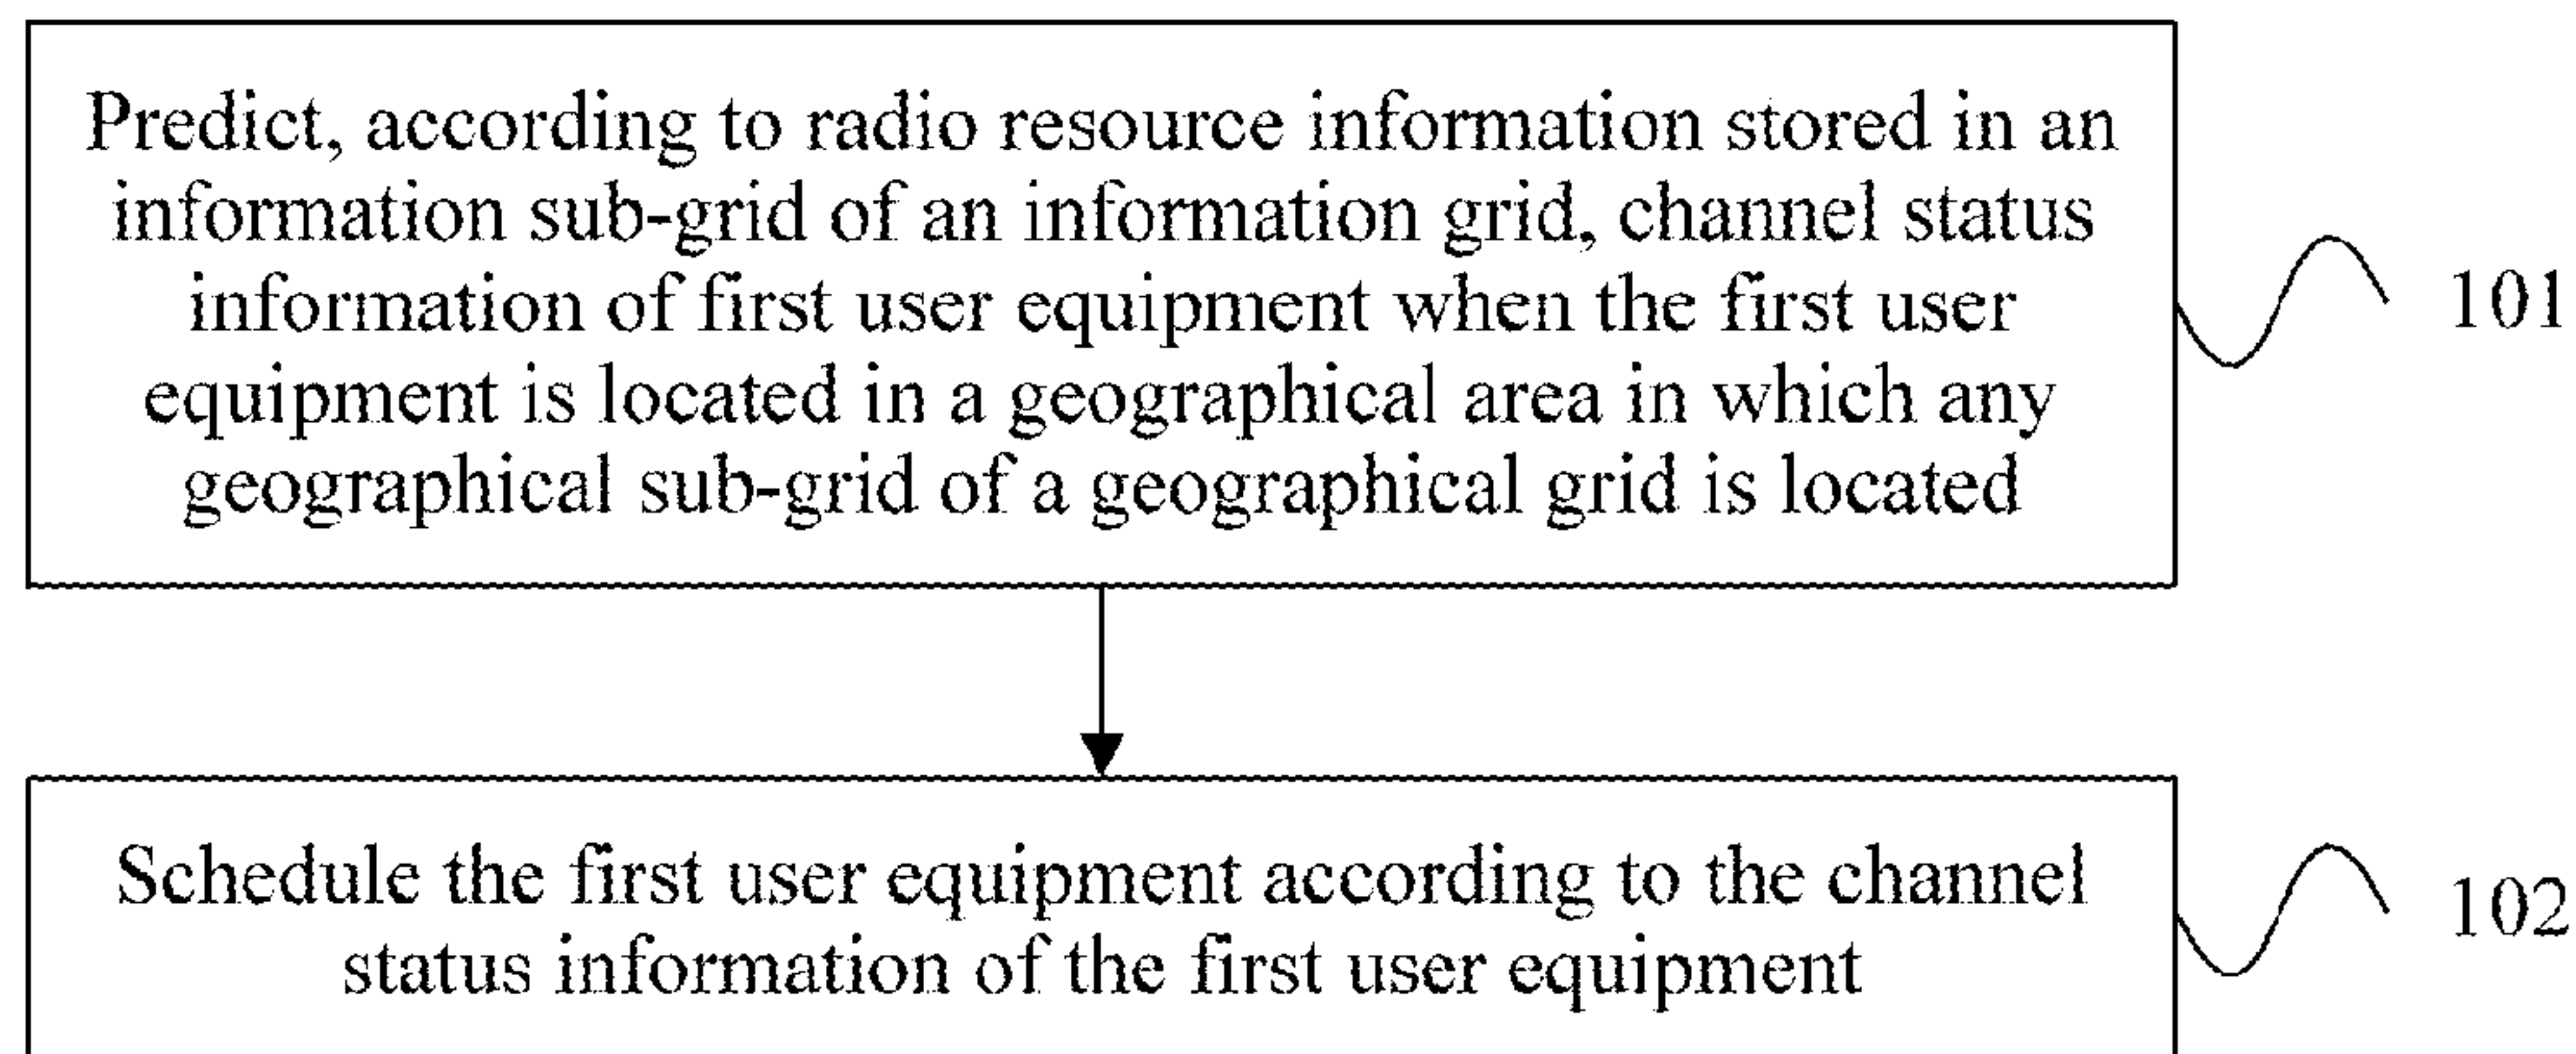 Predict, according to radio resource information stored in an
information sub-grid of an information grid, channel status
information of first user equipment when the first user
equipment is located in a geographical area in which any
geographical sub-grid of a geographical grid is located
101
Schedule the first user equipment according to the channel
status information of the first user equipment
102